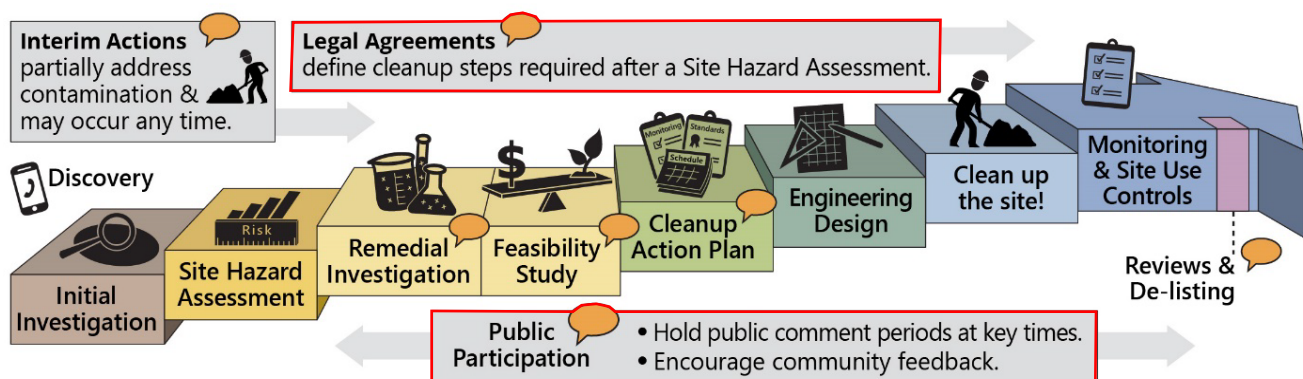 Interim Actions
partially address
contamination &
may occur any time.
Legal Agreements
define cleanup steps required after a Site Hazard Assessment.
Discovery
Initial
Investigation
Risk
Site Hazard
Assessment
Remedial
Investigation
$
Feasibility
Study
Monitoring
Standards
Schedule
Cleanup
Action Plan
Engineering
Design
Clean up
the site!
Monitoring
& Site Use
Controls
Reviews &
De-listing
Public
Participation
• Hold public comment periods at key times.
• Encourage community feedback.